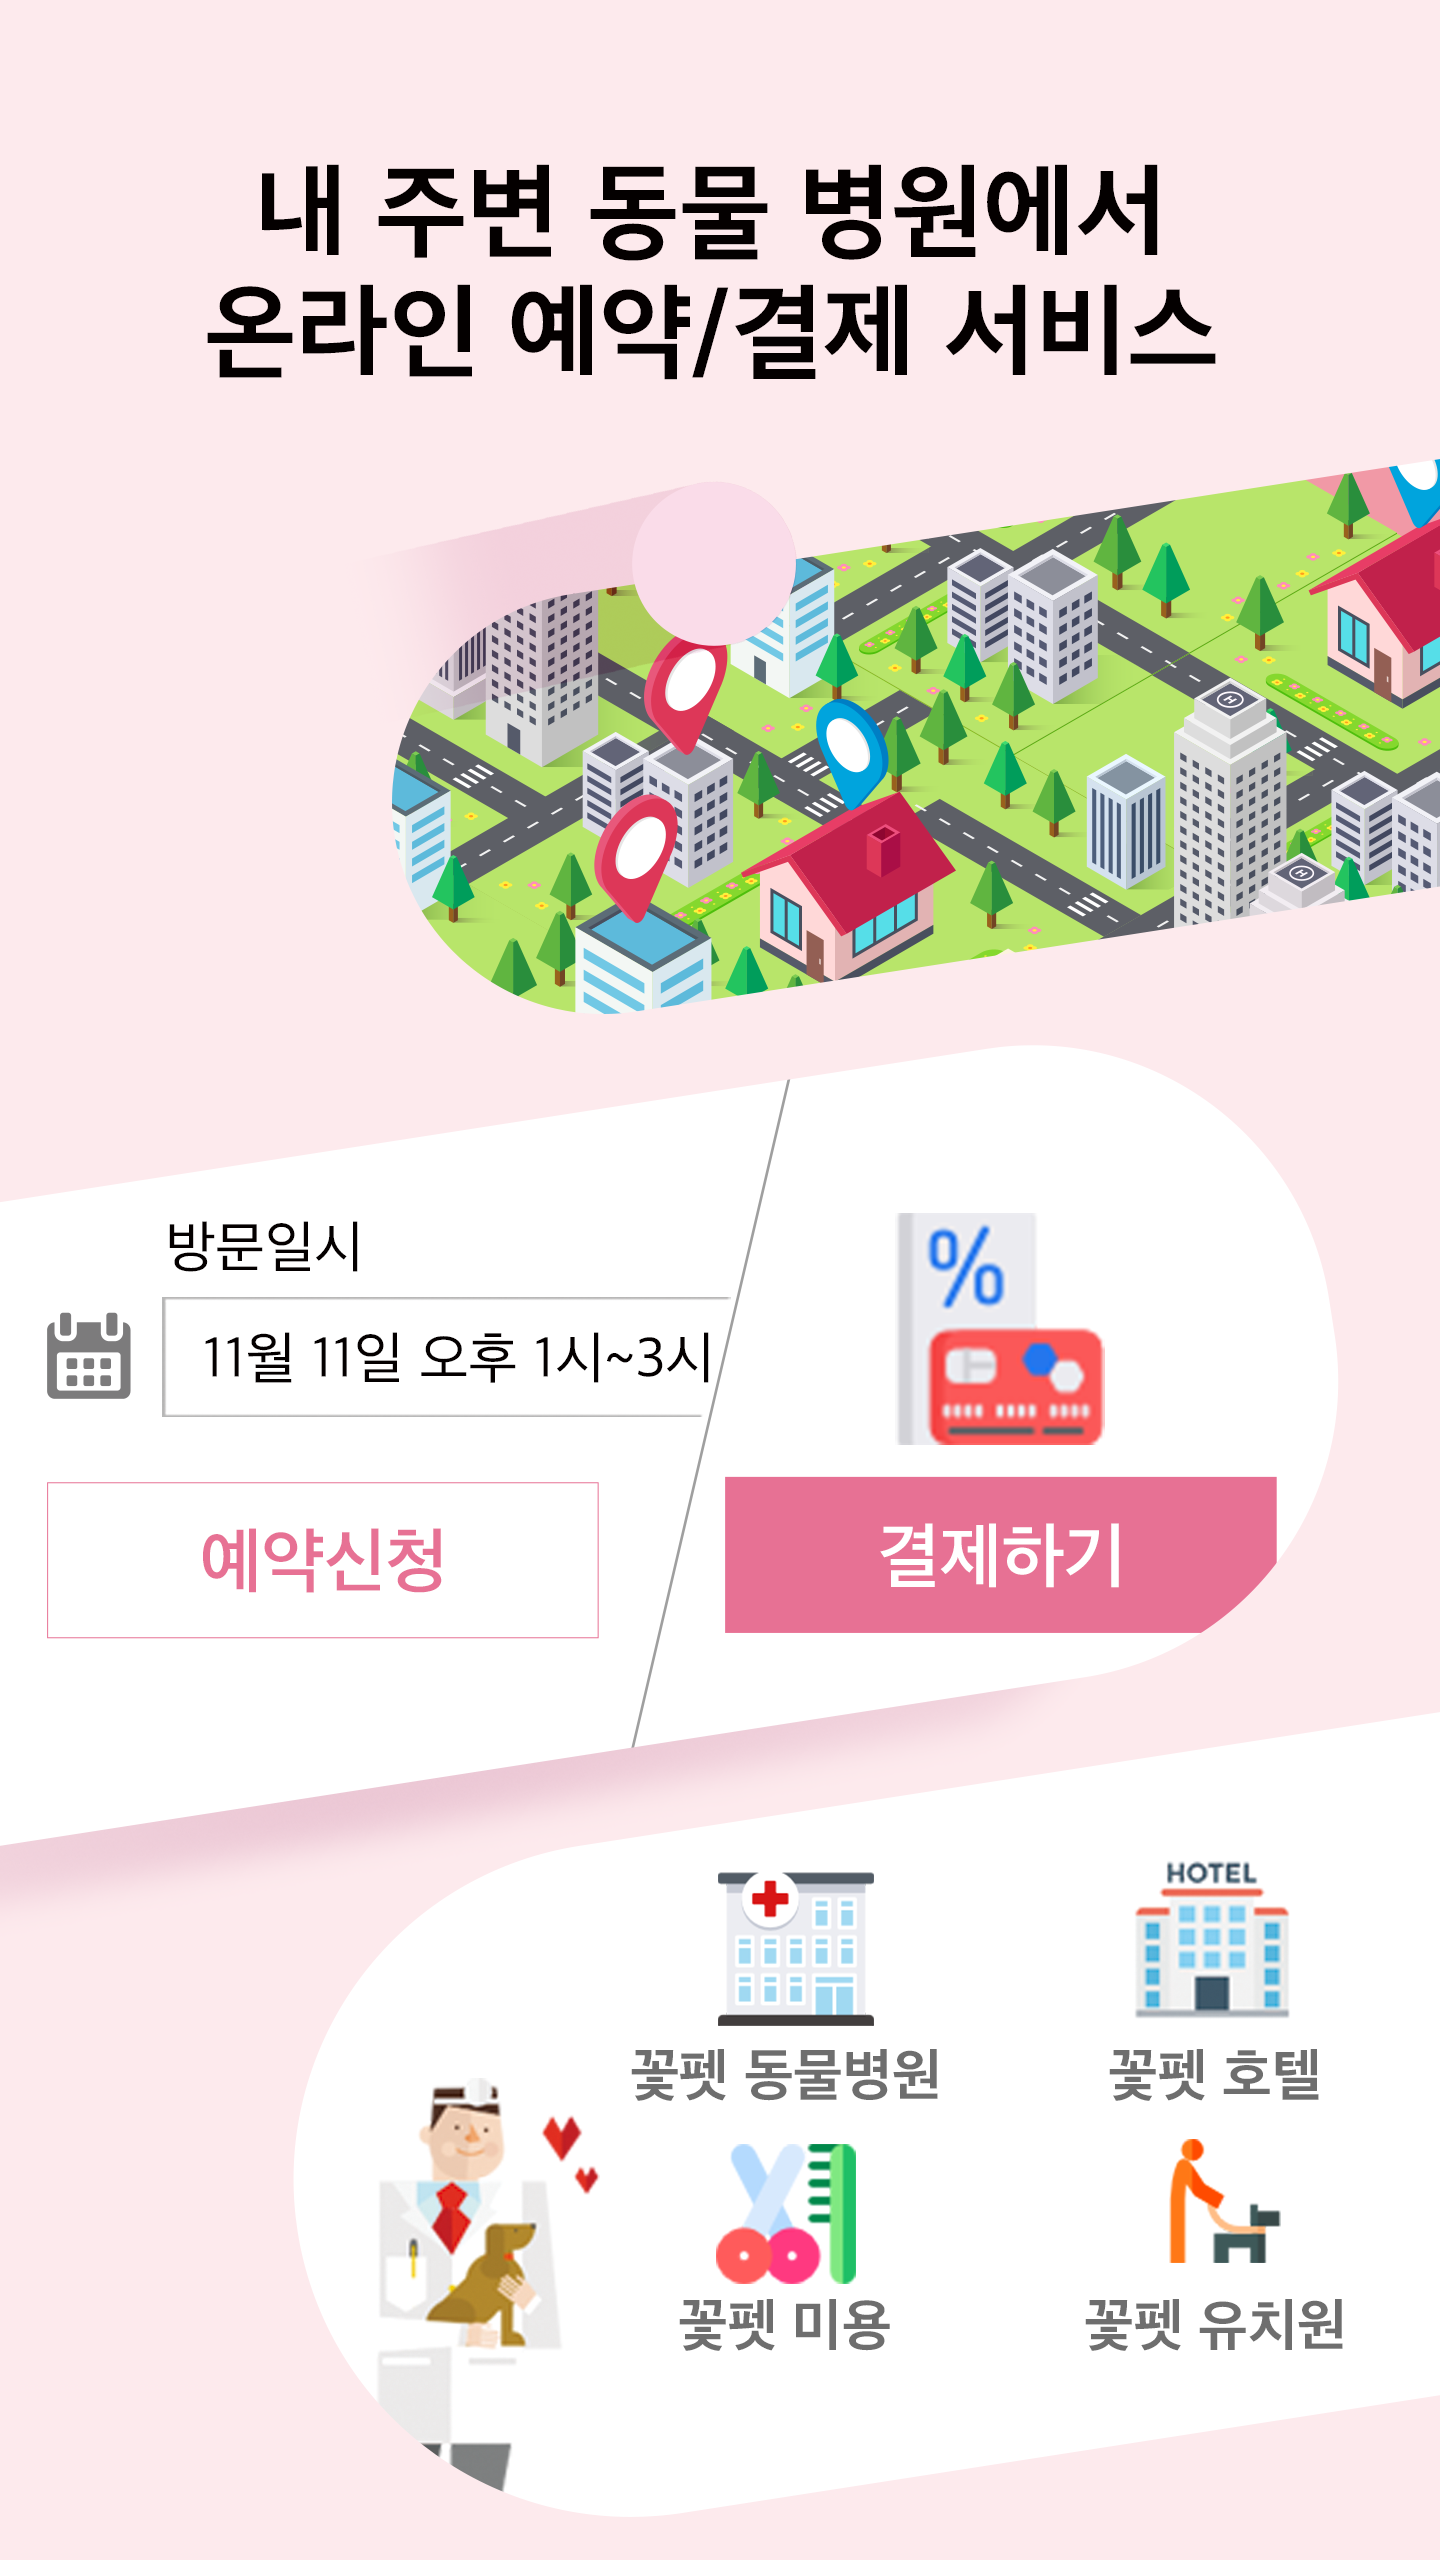 내 주변 동물 병원에서
온라인 예약/결제 서비스
방문일시
11월 11일 오후 1시~3시
%
예약신청
결제하기
HOTEL
꽃펫 동물병원
꽃펫 호텔
꽃펫 미용
꽃펫 유치원